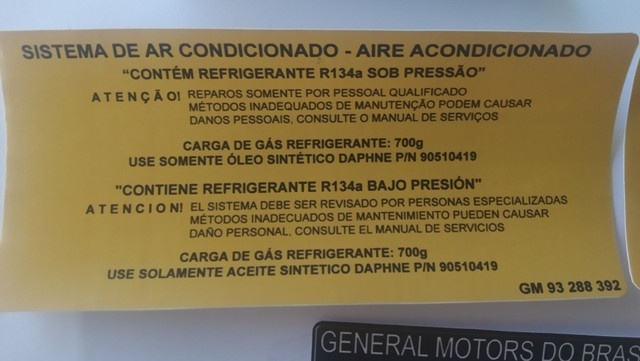 SISTEMA DE AR CONDICIONADO - AIRE ACONDICIONADO
"CONTÉM REFRIGERANTE R134a SOB PRESSÃO"
ATENÇÃO! REPAROS SOMENTE POR PESSOAL QUALIFICADO
MÉTODOS INADEQUADOS DE MANUTENÇÃO PODEM CAUSAR
DANOS PESSOAIS, CONSULTE O MANUAL DE SERVIÇOS
CARGA DE GÁS REFRIGERANTE: 700g
USE SOMENTE ÓLEO SINTÉTICO DAPHNE P/N 90510419
"CONTIENE REFRIGERANTE R134a BAJO PRESIÓN"
ATENCION! EL SISTEMA DEBE SER REVISADO POR PERSONAS ESPECIALIZADAS
MÉTODOS INADECUADOS DE MANTENIMIENTO PUEDEN CAUSAR
DAÑO PERSONAL. CONSULTE EL MANUAL DE SERVICIOS
CARGA DE GÁS REFRIGERANTE: 700g
USE SOLAMENTE ACEITE SINTETICO DAPHNE P/N 90510419
GM 93 288 392
GENERAL MOTORS DO BRAS